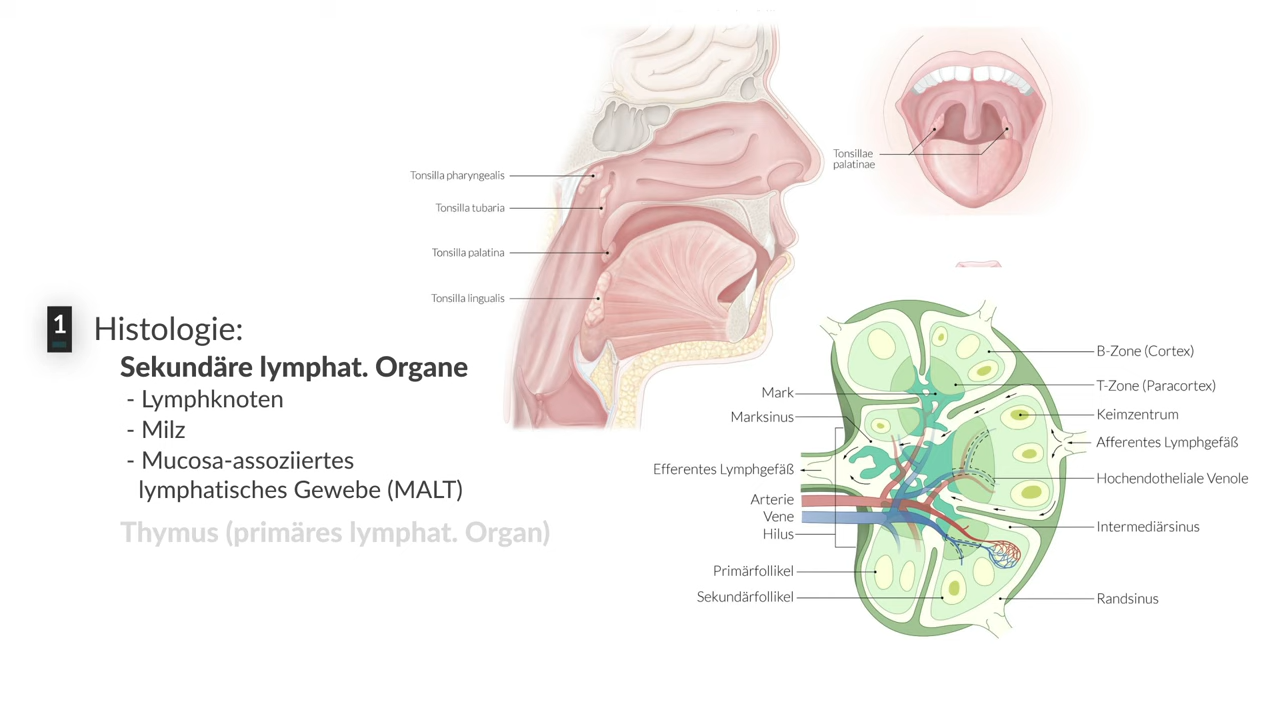 1 Histologie:
Sekundäre lymphat. Organe
- Lymphknoten
- Milz
- Mucosa-assoziiertes
lymphatisches Gewebe (MALT)
Thymus (primäres lymphat. Organ)
Tonsilla pharyngealis
Tonsilla tubaria
Tonsilla palatina
Tonsilla lingualis
Tonsillae
palatinae
Mark
Marksinus
Efferentes Lymphgefäß
Arterie
Vene
Hilus
Primärfollikel
Sekundärfollikel
B-Zone (Cortex)
T-Zone (Paracortex)
Keimzentrum
Afferentes Lymphgefäß
Hochendotheliale Venole
Intermediärsinus
Randsinus